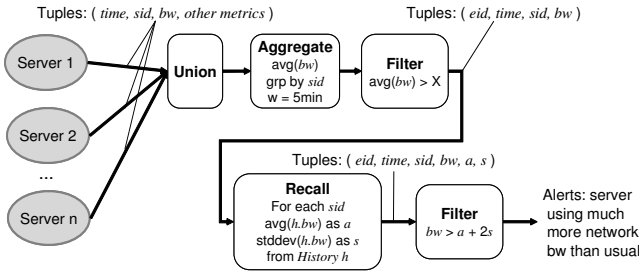 Tuples: ( time, sid, bw, other metrics )
Tuples: ( eid, time, sid, bw )
Server 1
Server 2
...
Server n
Union
Aggregate
avg(bw)
grp by sid
w = 5min
Filter
avg(bw) > X
Tuples: ( eid, time, sid, bw, a, s )
Recall
For each sid
avg(h.bw) as a
stddev(h.bw) as s
from History h
Filter
bw > a + 2s
Alerts: server
using much
more network
bw than usual